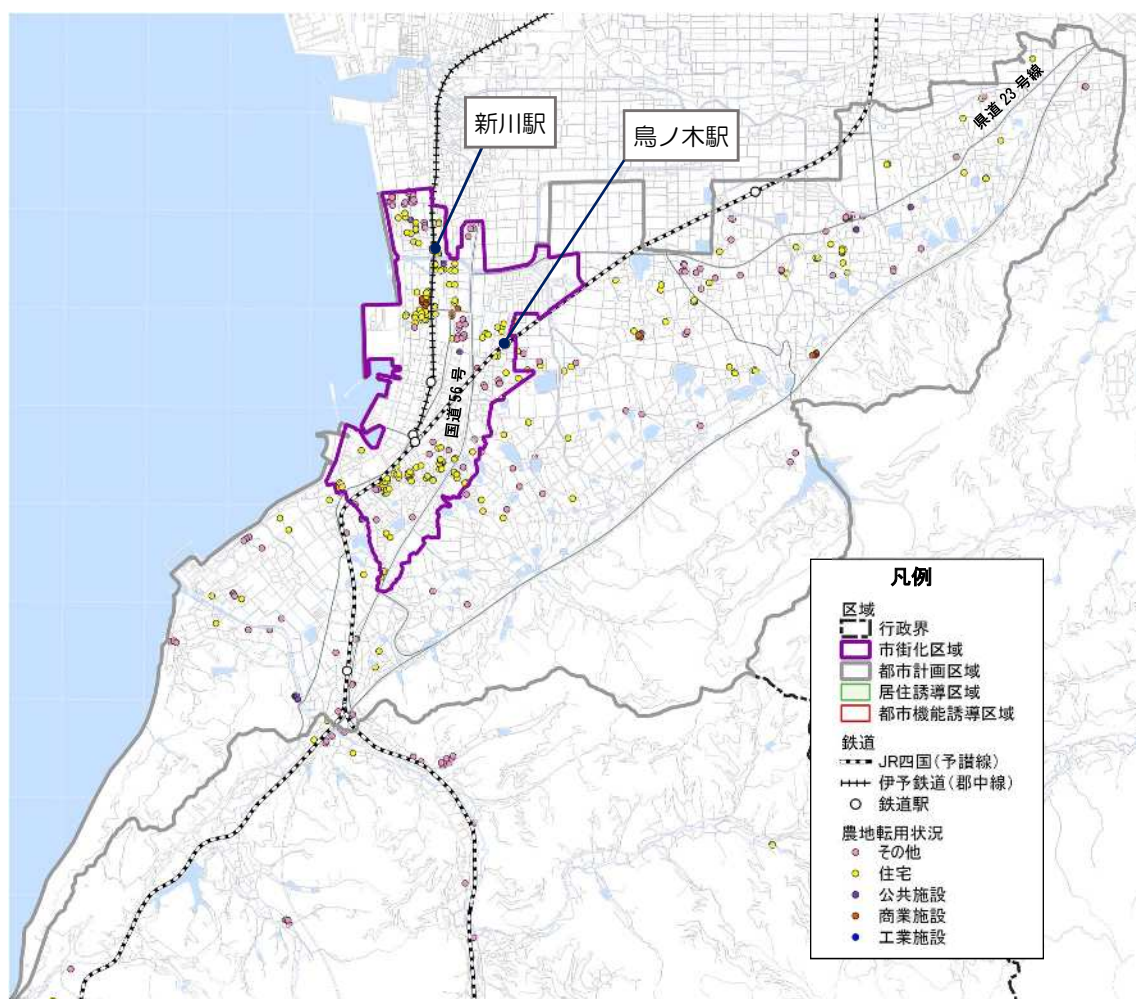 県道23号線
新川駅
鳥ノ木駅
国道56号
凡例
区域
行政界
市街化区域
都市計画区域
居住誘導区域
都市機能誘導区域
鉄道
JR四国(予讃線)
伊予鉄道(郡中線)
鉄道駅
農地転用状況
その他
住宅
公共施設
商業施設
工業施設